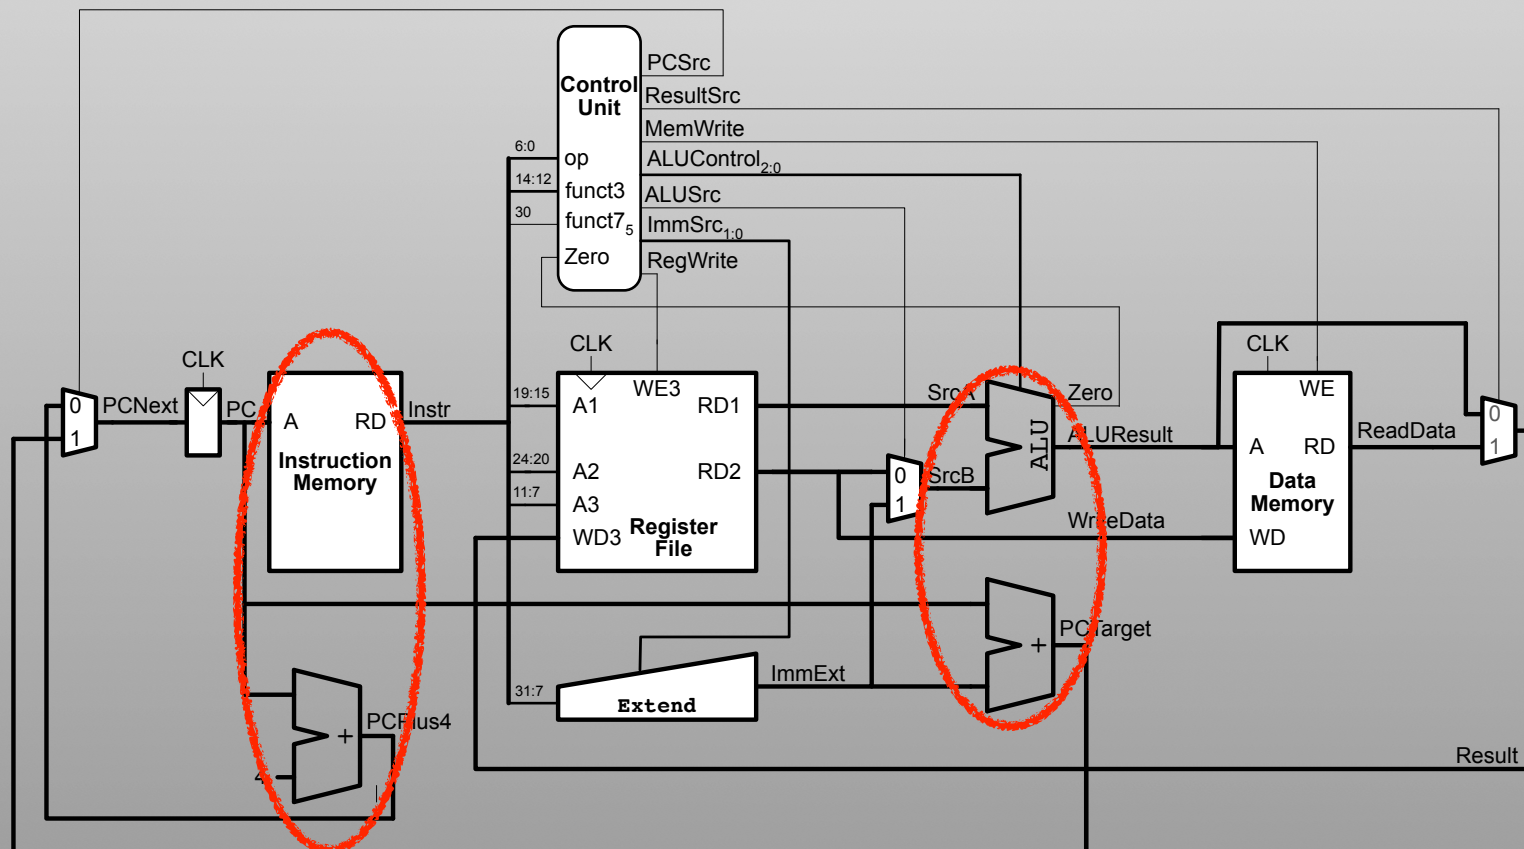 PCSrc
Control
Unit
ResultSrc
MemWrite
6:0
op
ALUControl2:0
14:12
funct3
ALUSrc
30
funct75
ImmSrc1:0
Zero
RegWrite
CLK
CLK
CLK
0
PCNext
PC
1
A
RD
Instr
Instruction
Memory
19:15
A1
WE3
RD1
24:20
A2
RD2
11:7
A3
WD3
Register
File
SrcA
0
SrcB
1
ALU
Zero
ALUResult
WriteData
WE
A
RD
Data
Memory
WD
ReadData
0
1
+
PCTarget
31:7
Extend
ImmExt
+
PCPlus4
4
Result